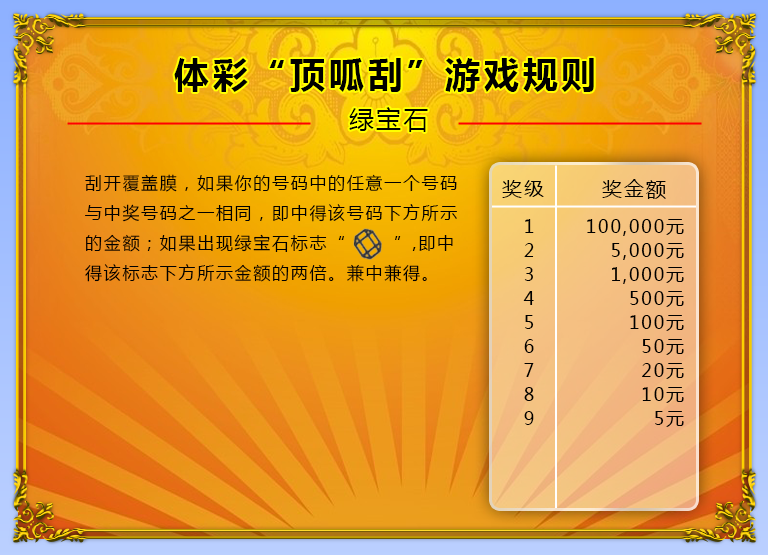 体彩“顶呱刮”游戏规则
绿宝石
刮开覆盖膜，如果你的号码中的任意一个号码
与中奖号码之一相同，即中得该号码下方所示
的金额；如果出现绿宝石标志“ ”,即中
得该标志下方所示金额的两倍。兼中兼得。
奖级 奖金额
1 100,000元
2 5,000元
3 1,000元
4 500元
5 100元
6 50元
7 20元
8 10元
9 5元